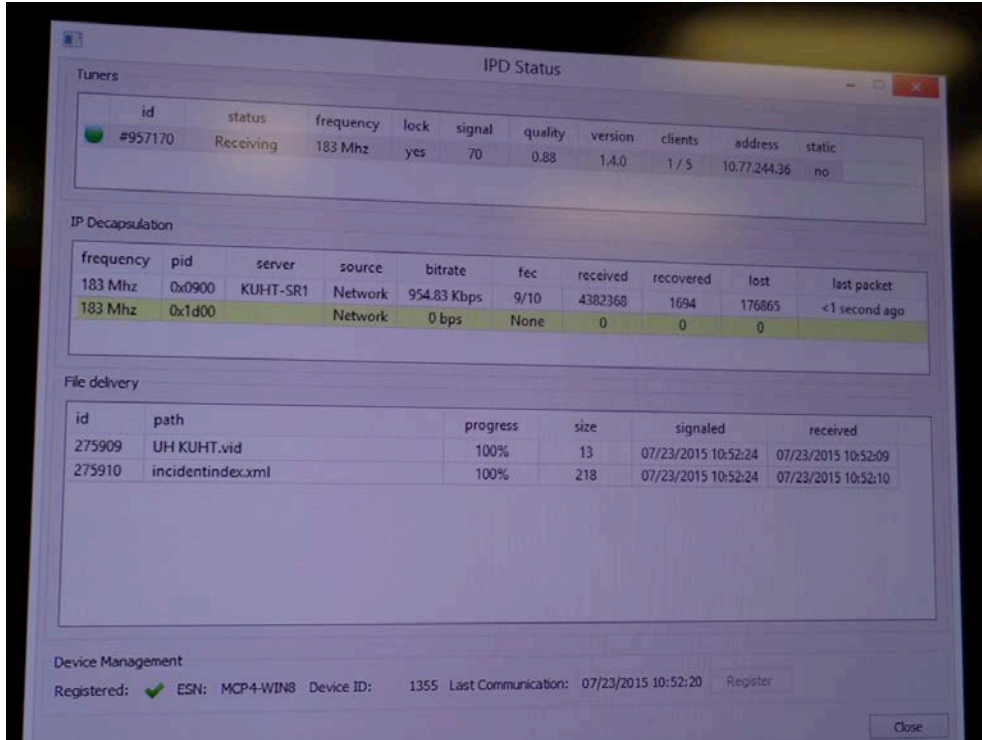 IPD Status
Tuners
id status frequency lock signal quality version clients address static
#957170 Receiving 183 Mhz yes 70 0.88 1.4.0 1 / 5 10.77.244.36 no
IP Decapsulation
frequency pid server source bitrate fec received recovered lost last packet
183 Mhz 0x0900 KUHT-SR1 Network 954.83 Kbps 9/10 4382368 1694 176865 <1 second ago
183 Mhz 0x1d00 Network 0 bps None 0 0 0
File delivery
id path progress size signaled received
275909 UH KUHT.vid 100% 13 07/23/2015 10:52:24 07/23/2015 10:52:09
275910 incidentindex.xml 100% 218 07/23/2015 10:52:24 07/23/2015 10:52:10
Device Management
Registered: ESN: MCP4-WIN8 Device ID: 1355 Last Communication: 07/23/2015 10:52:20 Register
Close